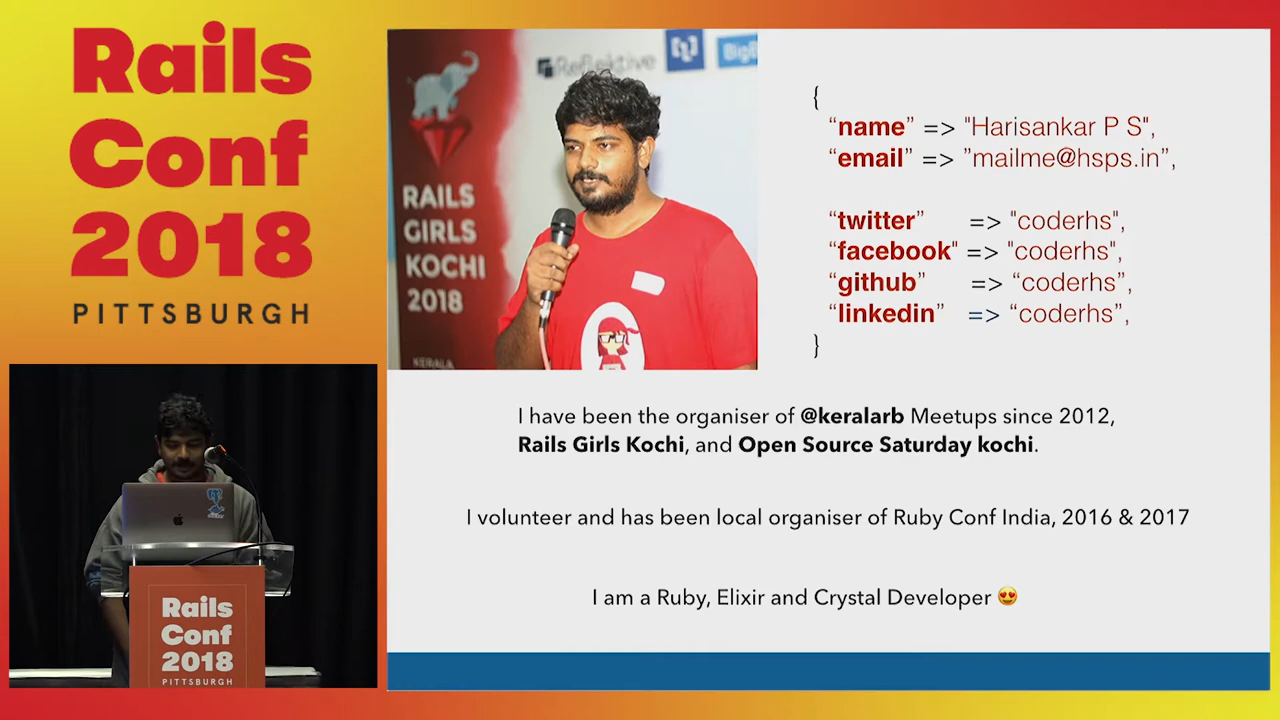 Rails
Conf
2018
PITTSBURGH
Reflektive
RAILS
GIRLS
KOCHI
2018
KERALA
{
“name” => "Harisankar P S",
“email” => ”mailme@hsps.in”,
“twitter” => "coderhs",
“facebook" => "coderhs",
“github” => “coderhs”,
“linkedin” => “coderhs”,
}
I have been the organiser of @keralarb Meetups since 2012,
Rails Girls Kochi, and Open Source Saturday kochi.
I volunteer and has been local organiser of Ruby Conf India, 2016 & 2017
I am a Ruby, Elixir and Crystal Developer 😍
Rails
Conf
2018
PITTSBURGH